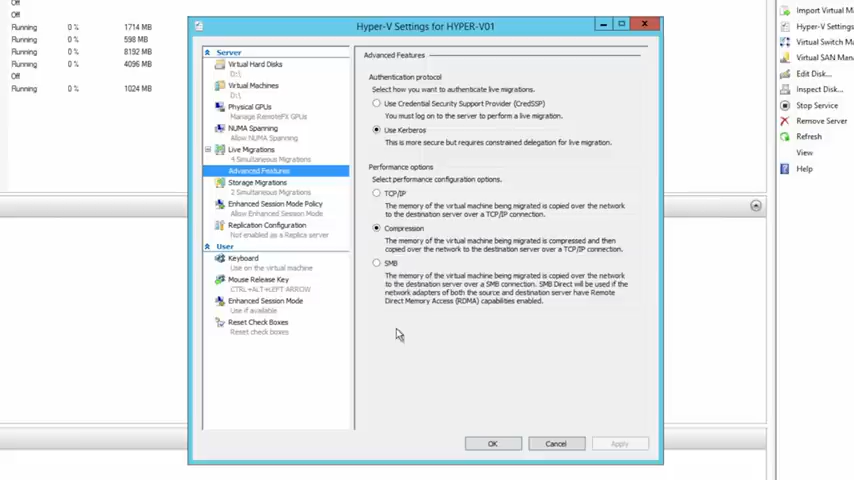 Off
Off
Running 0 % 1714 MB
Running 0 % 598 MB
Running 0 % 8192 MB
Running 0 % 4096 MB
Off
Running 0 % 1024 MB
Hyper-V Settings for HYPER-V01
Server
Virtual Hard Disks
D:\
Virtual Machines
D:\
Physical GPUs
Manage RemoteFX GPUs
NUMA Spanning
Allow NUMA Spanning
Live Migrations
4 Simultaneous Migrations
Advanced Features
Storage Migrations
2 Simultaneous Migrations
Enhanced Session Mode Policy
Allow Enhanced Session Mode
Replication Configuration
Not enabled as a Replica server
User
Keyboard
Use on the virtual machine
Mouse Release Key
CTRL+ALT+LEFT ARROW
Enhanced Session Mode
Use if available
Reset Check Boxes
Reset check boxes
Advanced Features
Authentication protocol
Select how you want to authenticate live migrations.
Use Credential Security Support Provider (CredSSP)
You must log on to the server to perform a live migration.
Use Kerberos
This is more secure but requires constrained delegation for live migration.
Performance options
Select performance configuration options.
TCP/IP
The memory of the virtual machine being migrated is copied over the network
to the destination server over a TCP/IP connection.
Compression
The memory of the virtual machine being migrated is compressed and then
copied over the network to the destination server over a TCP/IP connection.
SMB
The memory of the virtual machine being migrated is copied over the network
to the destination server over a SMB connection. SMB Direct will be used if the
network adapters of both the source and destination server have Remote
Direct Memory Access (RDMA) capabilities enabled.
OK Cancel Apply
Import Virtual Ma
Hyper-V Settings
Virtual Switch M
Virtual SAN Mana
Edit Disk...
Inspect Disk...
Stop Service
Remove Server
Refresh
View
Help